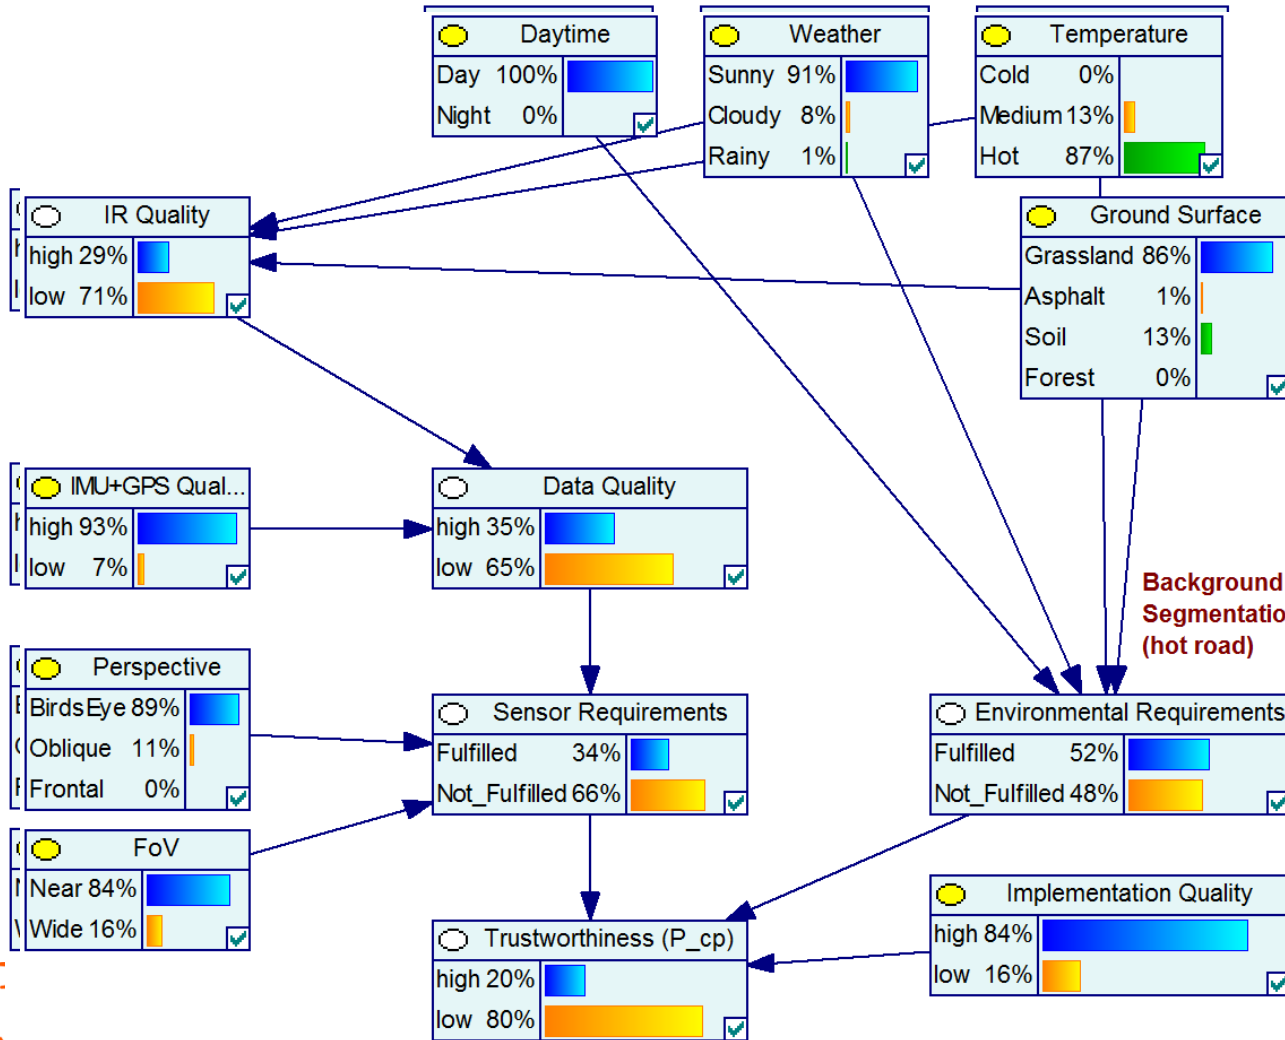 Daytime
Day 100%
Night 0%
Weather
Sunny 91%
Cloudy 8%
Rainy 1%
Temperature
Cold 0%
Medium 13%
Hot 87%
IR Quality
high 29%
low 71%
Ground Surface
Grassland 86%
Asphalt 1%
Soil 13%
Forest 0%
IMU+GPS Qual...
high 93%
low 7%
Data Quality
high 35%
low 65%
Background
Segmentatio
(hot road)
Perspective
BirdsEye 89%
Oblique 11%
Frontal 0%
Sensor Requirements
Fulfilled 34%
Not_Fulfilled 66%
Environmental Requirements
Fulfilled 52%
Not_Fulfilled 48%
FoV
Near 84%
Wide 16%
Trustworthiness (P_cp)
high 20%
low 80%
Implementation Quality
high 84%
low 16%